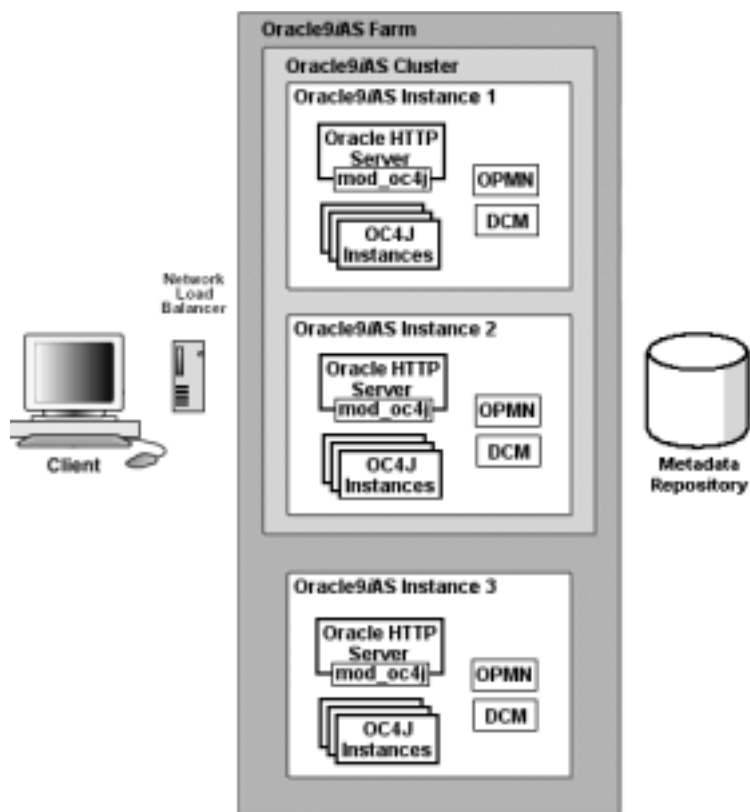 Oracle9iAS Farm
Oracle9iAS Cluster
Oracle9iAS Instance 1
Oracle HTTP
Server
mod_oc4j
OPMN
DCM
OC4J
Instances
Network
Load
Balancer
Client
Oracle9iAS Instance 2
Oracle HTTP
Server
mod_oc4j
OPMN
DCM
OC4J
Instances
Metadata
Repository
Oracle9iAS Instance 3
Oracle HTTP
Server
mod_oc4j
OPMN
DCM
OC4J
Instances